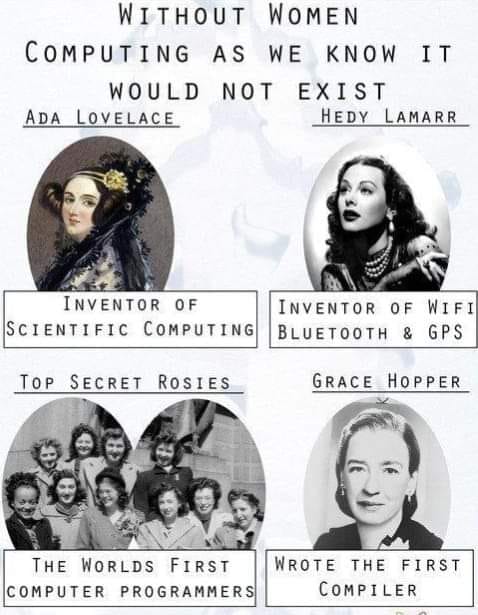 WITHOUT WOMEN
COMPUTING AS WE KNOW IT
WOULD NOT EXIST
ADA LOVELACE
HEDY LAMARR
INVENTOR OF
SCIENTIFIC COMPUTING
INVENTOR OF WIFI
BLUETOOTH & GPS
TOP SECRET ROSIES
GRACE HOPPER
THE WORLDS FIRST
COMPUTER PROGRAMMERS
WROTE THE FIRST
COMPILER